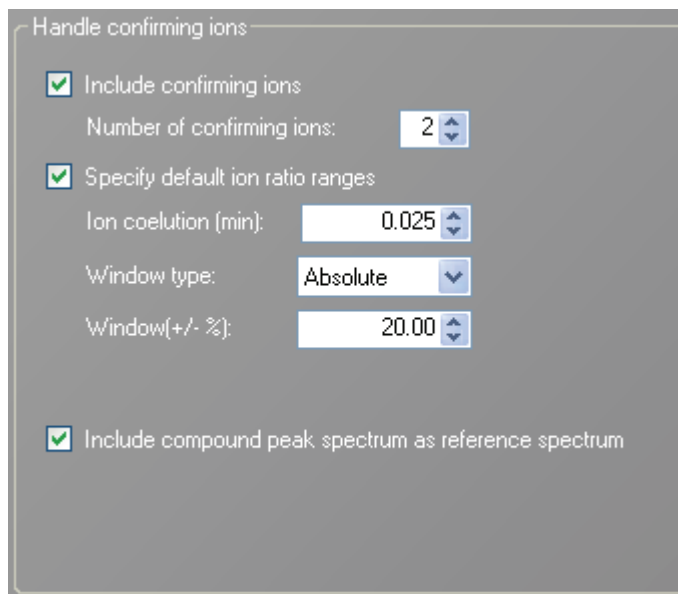 Handle confirming ions
Include confirming ions
Number of confirming ions: 2
Specify default ion ratio ranges
Ion coelution (min): 0.025
Window type: Absolute
Window(+/- %): 20.00
Include compound peak spectrum as reference spectrum